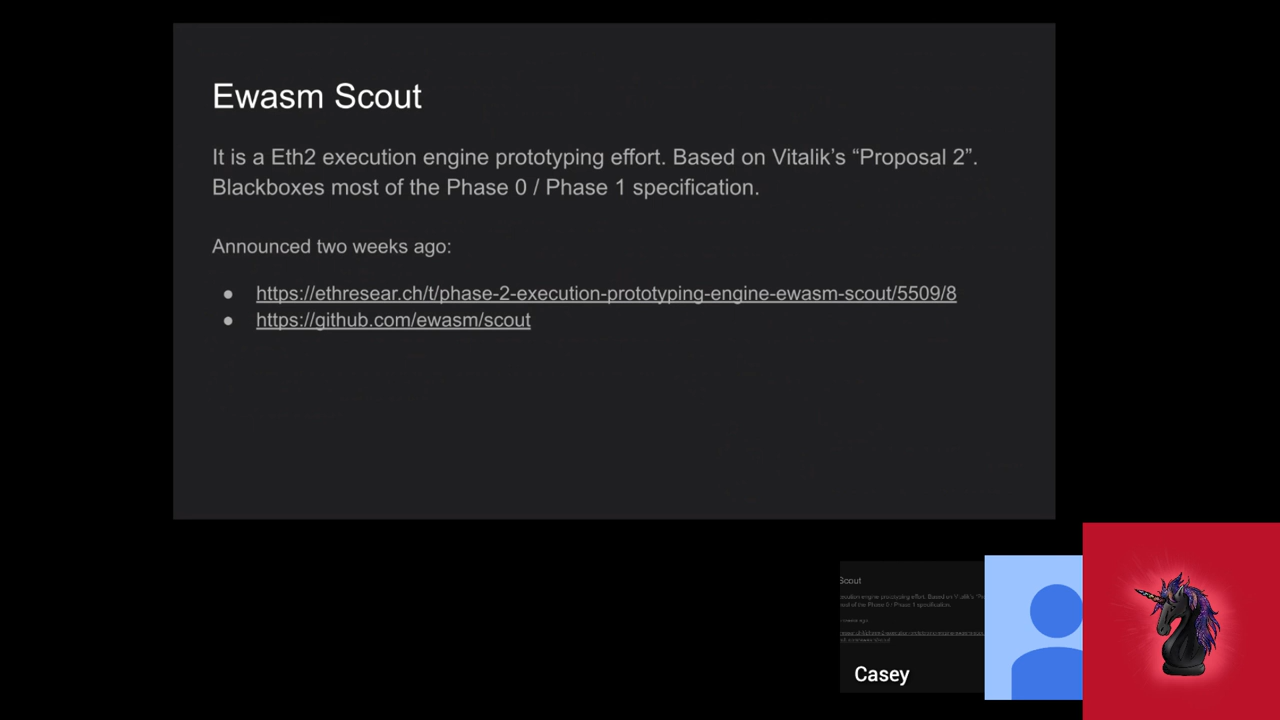 Ewasm Scout
It is a Eth2 execution engine prototyping effort. Based on Vitalik’s “Proposal 2”.
Blackboxes most of the Phase 0 / Phase 1 specification.
Announced two weeks ago:
● https://ethresear.ch/t/phase-2-execution-prototyping-engine-ewasm-scout/5509/8
● https://github.com/ewasm/scout
Scout
Casey